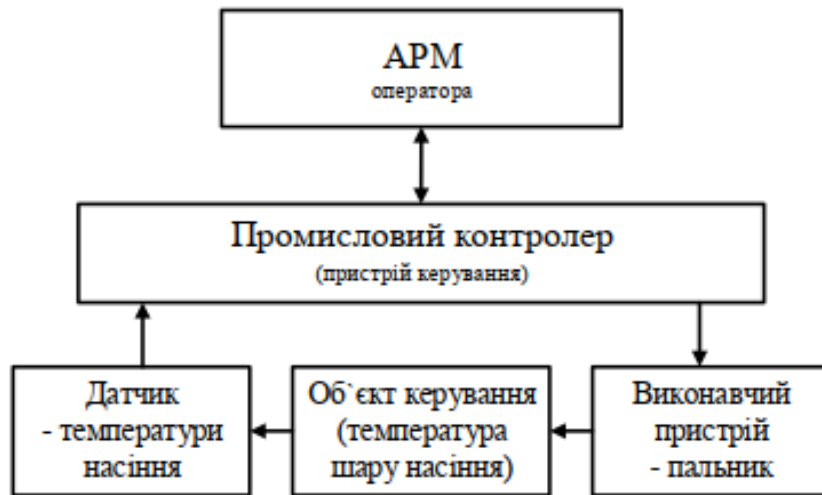 АРМ
оператора
Промисловий контролер
(пристрій керування)
Датчик
- температури
насіння
Об`єкт керування
(температура
шару насіння)
Виконавчий
пристрій
- пальник